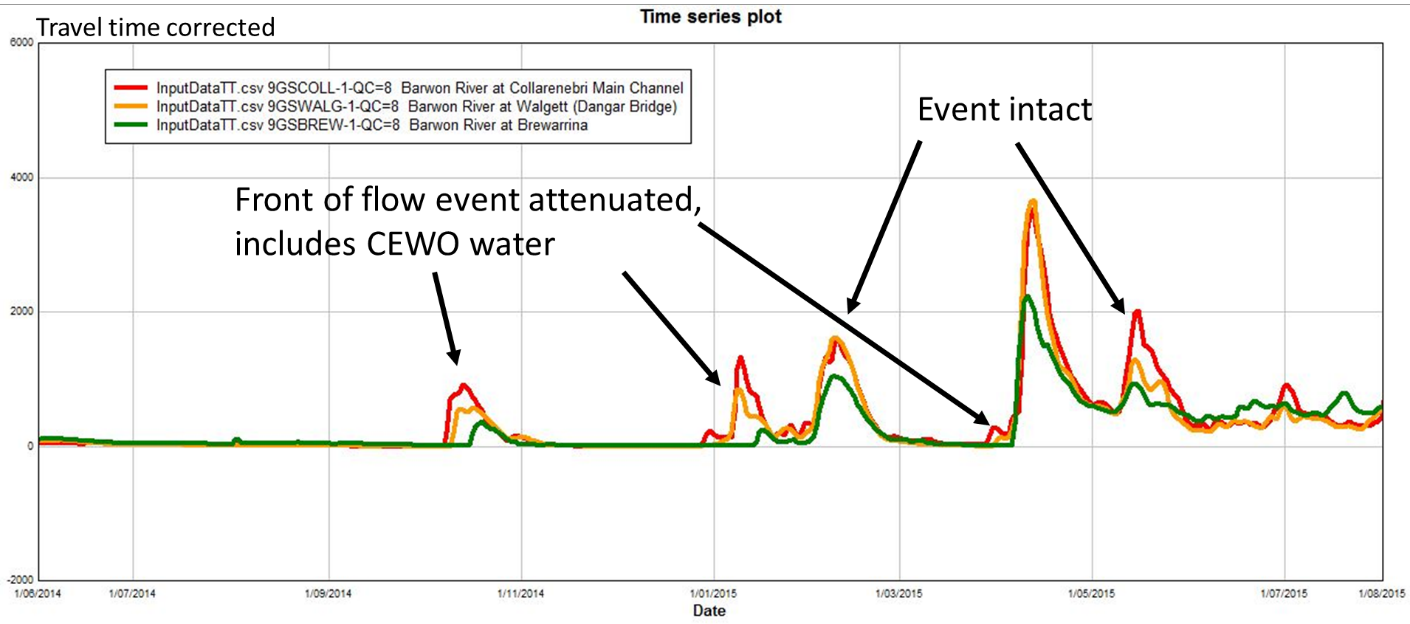 Time series plot
Travel time corrected
6000
InputDataTT.csv 9GSCOLL-1-QC=8 Barwon River at Collarenebri Main Channel
InputDataTT.csv 9GSWALG-1-QC=8 Barwon River at Walgett (Dangar Bridge)
InputDataTT.csv 9GSBREW-1-QC=8 Barwon River at Brewarrina
Event intact
4000
Front of flow event attenuated,
includes CEWO water
2000
0
-2000
1/06/2014 1/07/2014 1/09/2014 1/11/2014 1/01/2015 1/03/2015 1/05/2015 1/07/2015 1/08/2015
Date